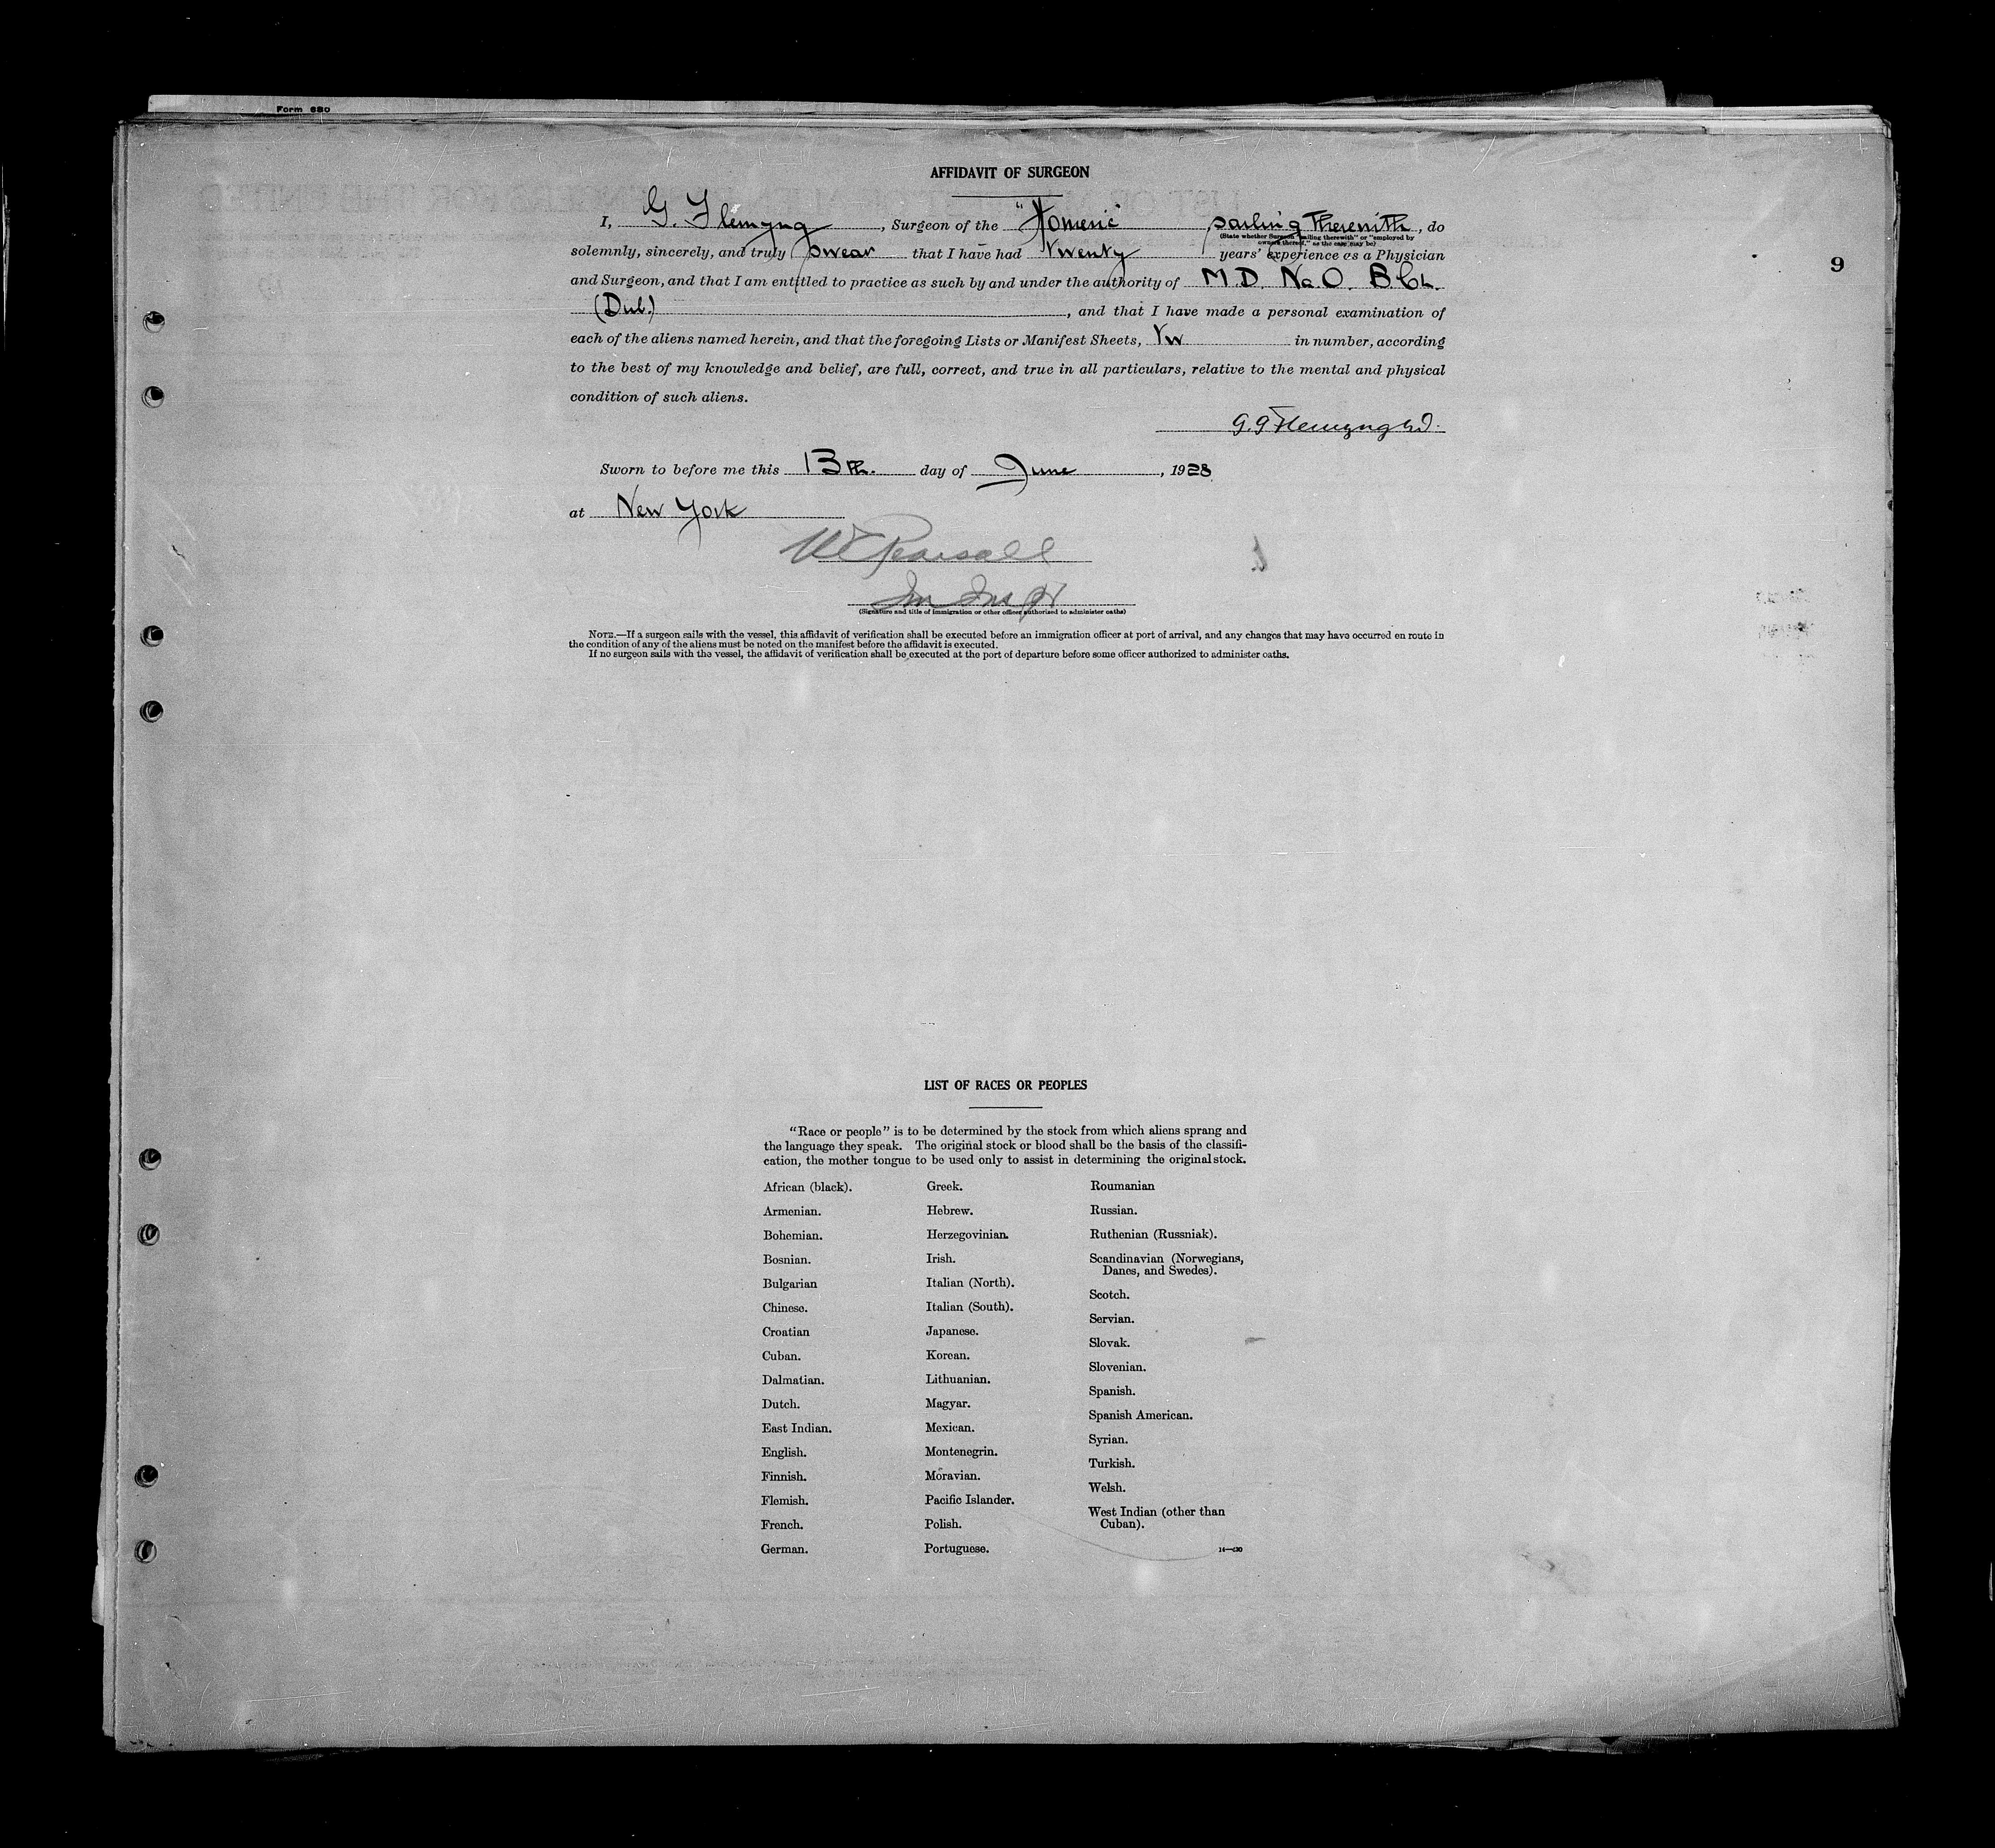 Form 680
AFFIDAVIT OF SURGEON
I, G. Flemyng, Surgeon of the "Homeric" sailing therewith, do
(State whether Surgeon "sailing therewith" or "employed by
owners thereof," as the case may be)
solemnly, sincerely, and truly swear that I have had twenty years' experience as a Physician
9
and Surgeon, and that I am entitled to practice as such by and under the authority of M.D. Na.O. B.Ch.
(Dub.), and that I have made a personal examination of
each of the aliens named herein, and that the foregoing Lists or Manifest Sheets, in number, according
to the best of my knowledge and belief, are full, correct, and true in all particulars, relative to the mental and physical
condition of such aliens.
G. G Flemyng M.D.
Sworn to before me this 13th. day of June, 1928
at New York
W Pearsall
Im Inspr
(Signature and title of immigration or other officer authorized to administer oaths)
NOTE.—If a surgeon sails with the vessel, this affidavit of verification shall be executed before an immigration officer at port of arrival, and any changes that may have occurred en route in
the condition of any of the aliens must be noted on the manifest before the affidavit is executed.
If no surgeon sails with the vessel, the affidavit of verification shall be executed at the port of departure before some officer authorized to administer oaths.
LIST OF RACES OR PEOPLES
"Race or people" is to be determined by the stock from which aliens sprang and
the language they speak. The original stock or blood shall be the basis of the classifi-
cation, the mother tongue to be used only to assist in determining the original stock.
African (black).
Armenian.
Bohemian.
Bosnian.
Bulgarian
Chinese.
Croatian
Cuban.
Dalmatian.
Dutch.
East Indian.
English.
Finnish.
Flemish.
French.
German.
Greek.
Hebrew.
Herzegovinian.
Irish.
Italian (North).
Italian (South).
Japanese.
Korean.
Lithuanian.
Magyar.
Mexican.
Montenegrin.
Moravian.
Pacific Islander.
Polish.
Portuguese.
Roumanian
Russian.
Ruthenian (Russniak).
Scandinavian (Norwegians,
Danes, and Swedes).
Scotch.
Servian.
Slovak.
Slovenian.
Spanish.
Spanish American.
Syrian.
Turkish.
Welsh.
West Indian (other than
Cuban).